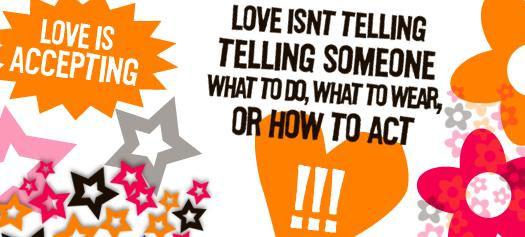 LOVE IS
ACCEPTING
LOVE ISNT TELLING
TELLING SOMEONE
WHAT TO DO, WHAT TO WEAR,
OR HOW TO ACT
!!!